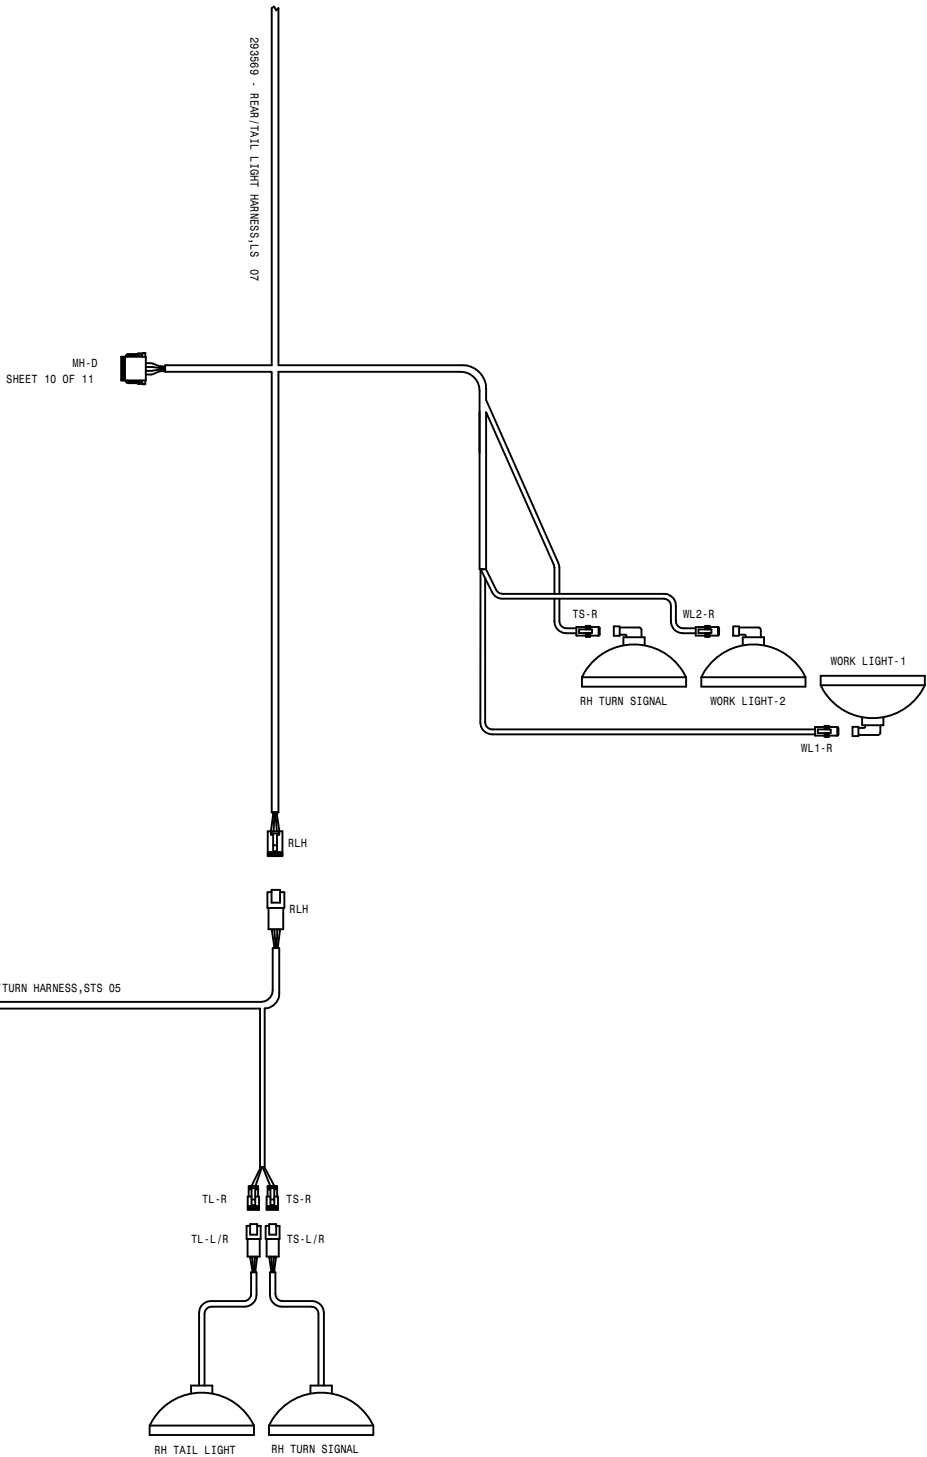 293569 - REAR/TAIL LIGHT HARNESS,LS 07
MH-D
SHEET 10 OF 11
TS-R
WL2-R
WORK LIGHT-1
RH TURN SIGNAL
WORK LIGHT-2
WL1-R
RLH
RLH
/TURN HARNESS,STS 05
TL-R
TS-R
TL-L/R
TS-L/R
RH TAIL LIGHT
RH TURN SIGNAL